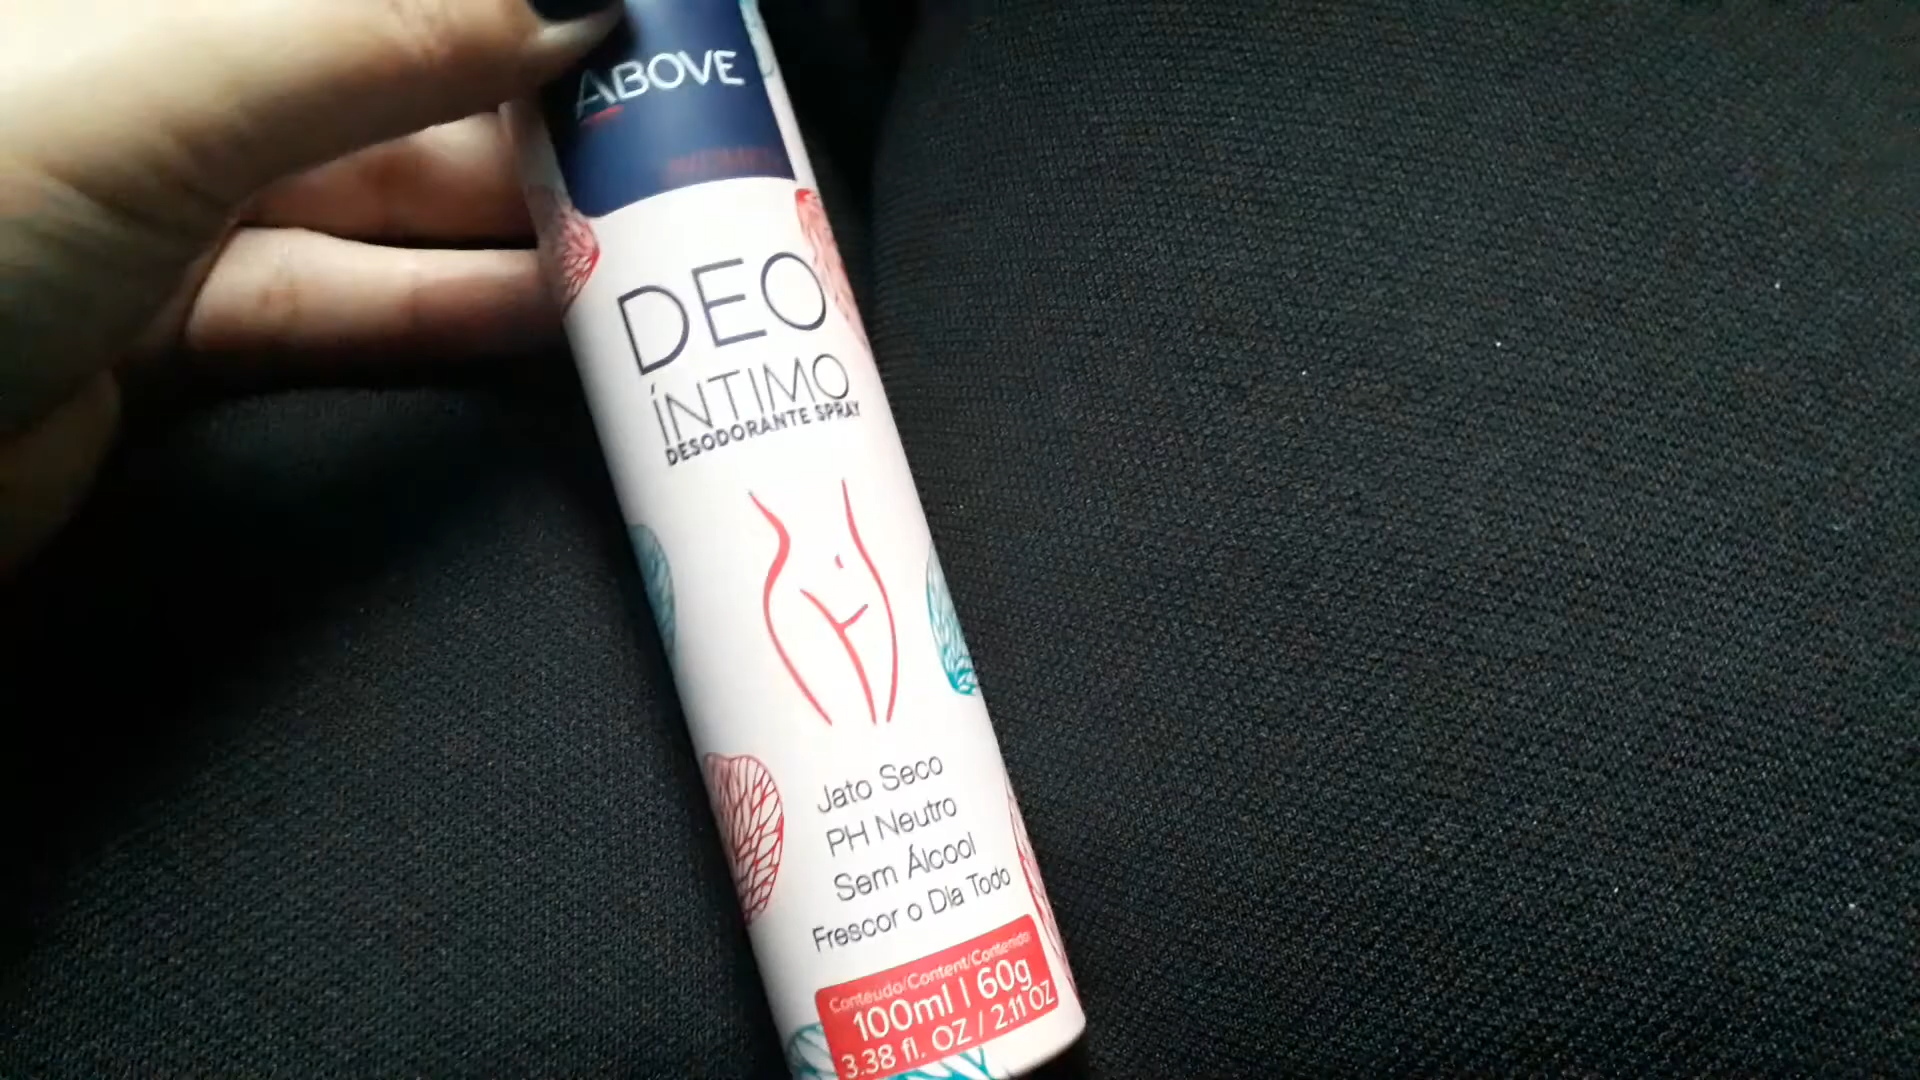 ABOVE
DEO
ÍNTIMO
DESODORANTE SPRAY
Jato Seco
PH Neutro
Sem Álcool
Frescor o Dia Todo
Conteúdo/Content/Contenido
100ml | 60g
3.38 fl. OZ / 2.11 OZ